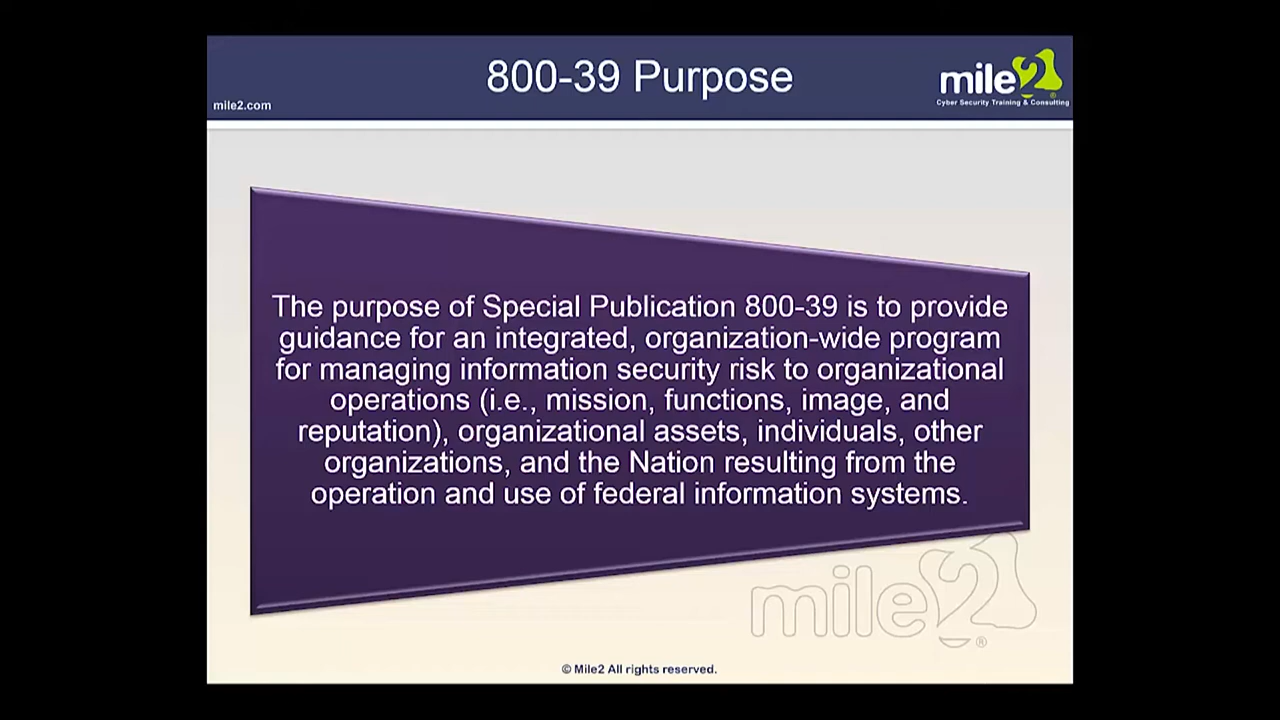 800-39 Purpose
mile2
®
Cyber Security Training & Consulting
mile2.com
The purpose of Special Publication 800-39 is to provide
guidance for an integrated, organization-wide program
for managing information security risk to organizational
operations (i.e., mission, functions, image, and
reputation), organizational assets, individuals, other
organizations, and the Nation resulting from the
operation and use of federal information systems.
mile2
®
© Mile2 All rights reserved.